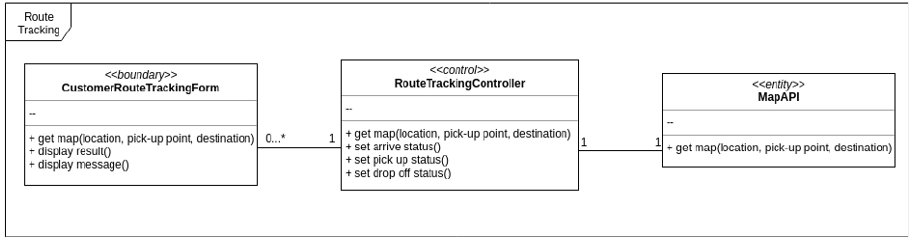 Route
Tracking
<<boundary>>
CustomerRouteTrackingForm
--
+ get map(location, pick-up point, destination)
+ display result()
+ display message()
0...*
1
<<control>>
RouteTrackingController
--
+ get map(location, pick-up point, destination)
+ set arrive status()
+ set pick up status()
+ set drop off status()
1
1
<<entity>>
MapAPI
--
+ get map(location, pick-up point, destination)